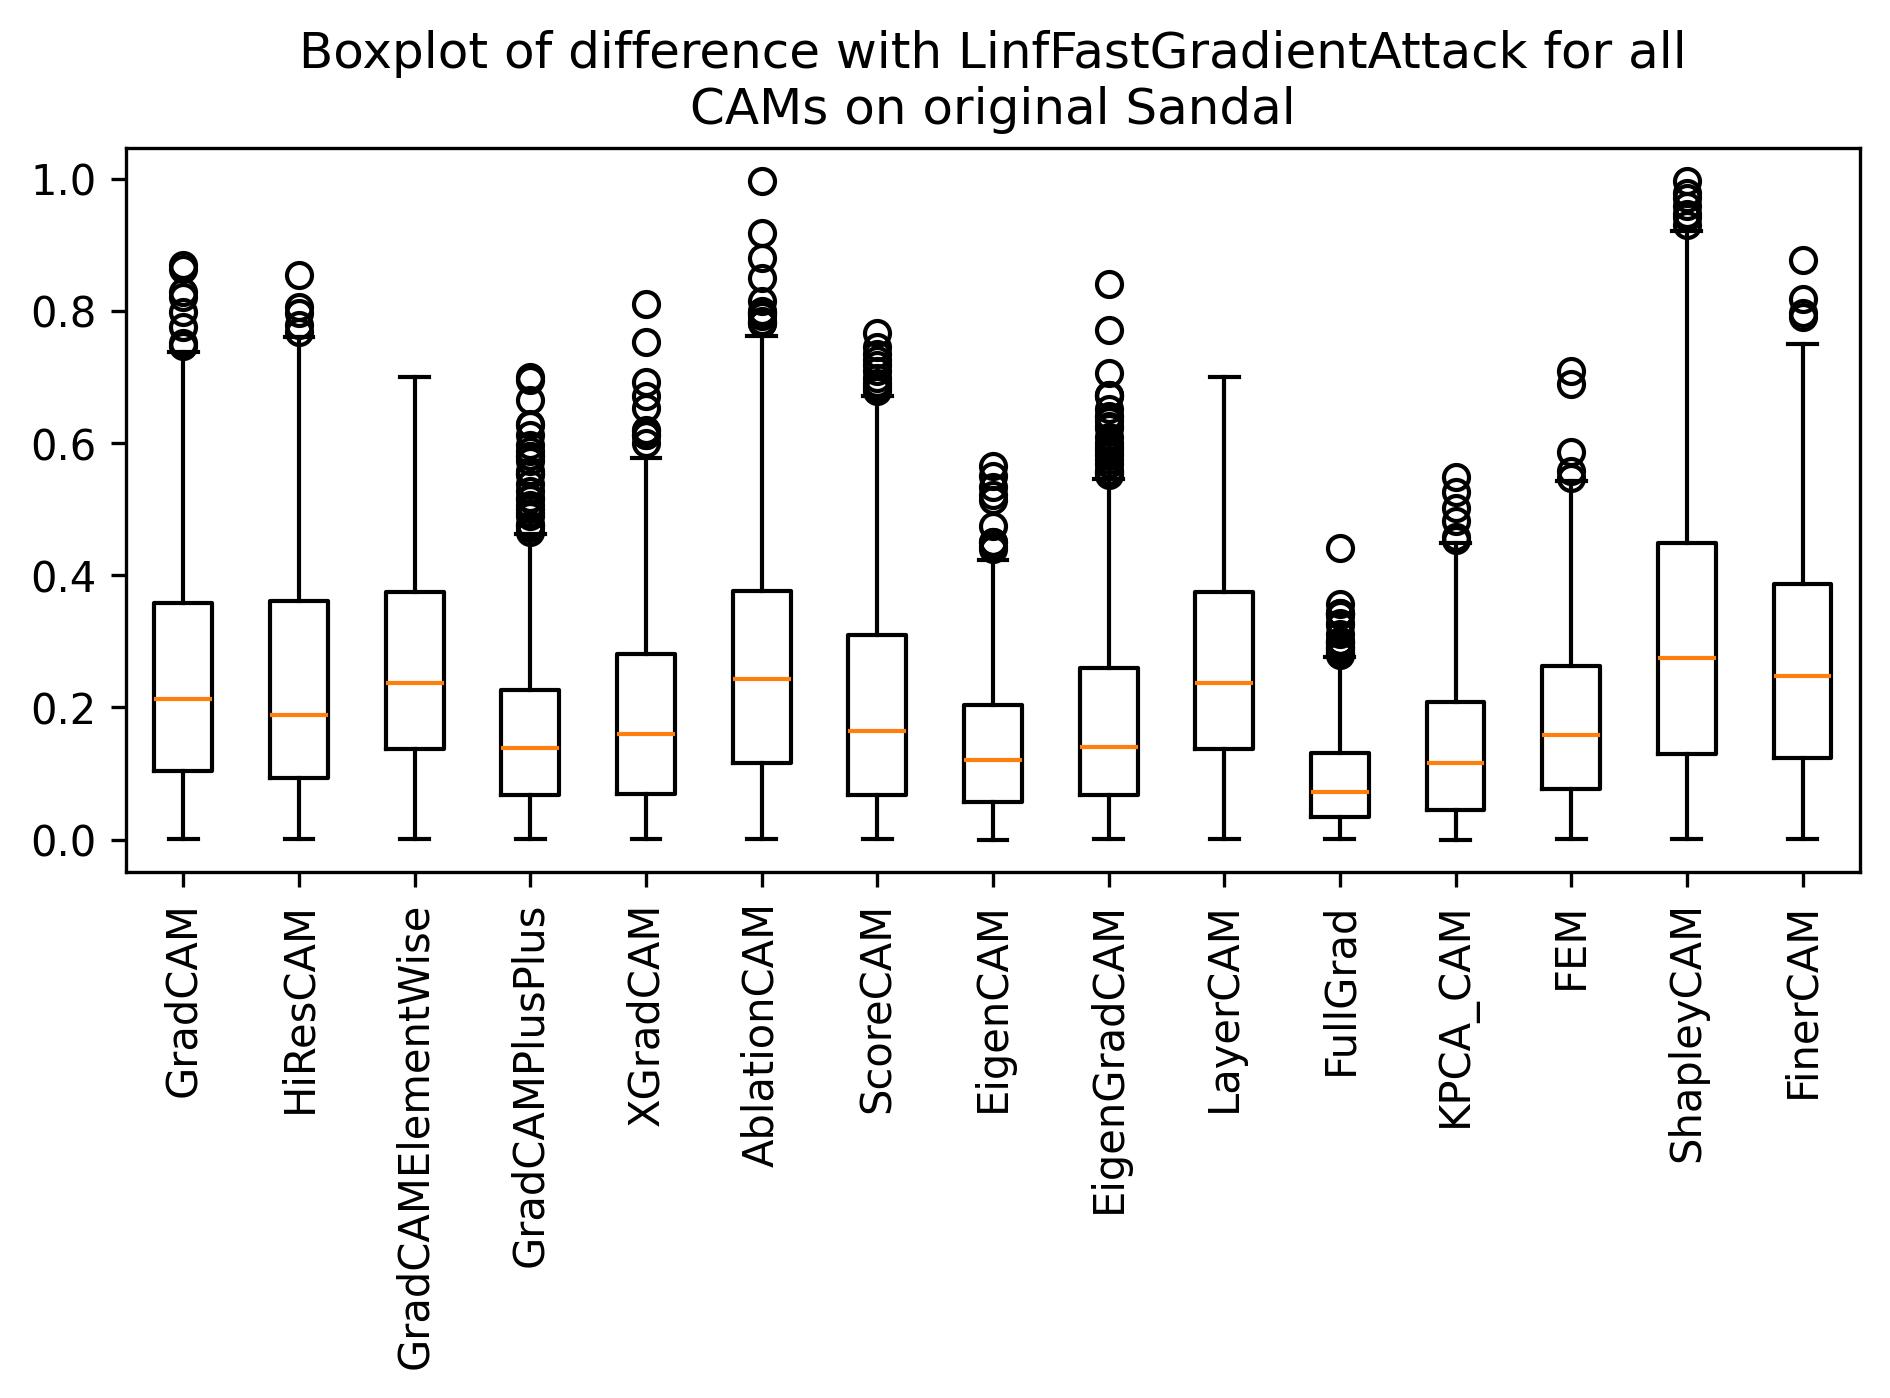 Boxplot of difference with LinfFastGradientAttack for all
CAMs on original Sandal
1.0
0.8
0.6
0.4
0.2
0.0
GradCAM
HiResCAM
GradCAMElementWise
GradCAMPlusPlus
XGradCAM
AblationCAM
ScoreCAM
EigenCAM
EigenGradCAM
LayerCAM
FullGrad
KPCA_CAM
FEM
ShapleyCAM
FinerCAM